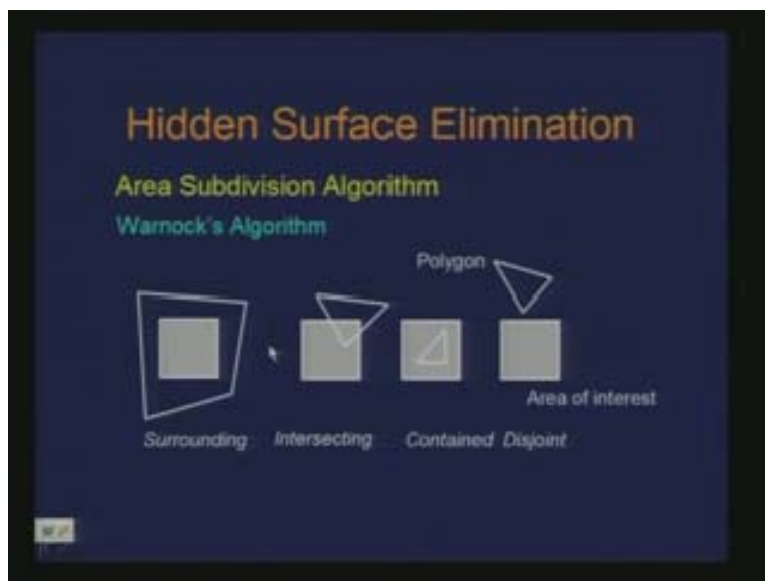 Hidden Surface Elimination
Area Subdivision Algorithm
Warnock's Algorithm
Polygon
Area of interest
Surrounding Intersecting Contained Disjoint